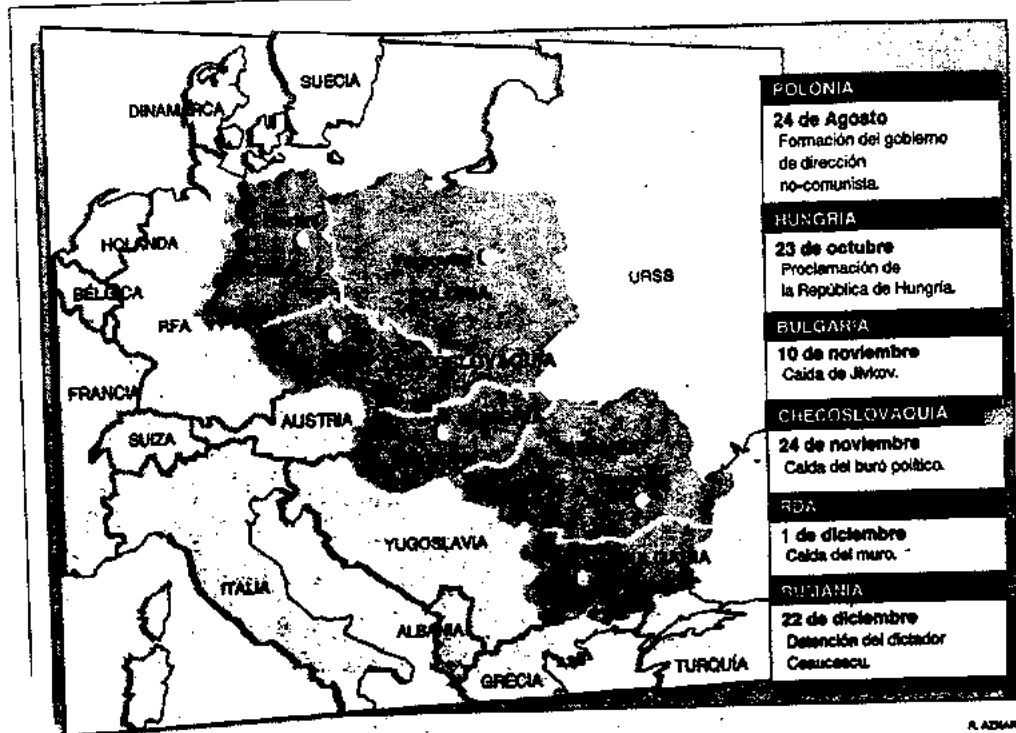 SUECIA
DINAMARCA
HOLANDA
BÉLGICA
RFA
URSS
FRANCIA
SUIZA
AUSTRIA
YUGOSLAVIA
ITALIA
ALBANIA
GRECIA
TURQUÍA
POLONIA
24 de Agosto
Formación del gobierno
de dirección
no-comunista.
HUNGRIA
23 de octubre
Proclamación de
la República de Hungría.
BULGARIA
10 de noviembre
Caída de Jivkov.
CHECOSLOVAQUIA
24 de noviembre
Caída del buró político.
RDA
1 de diciembre
Caída del muro.
RUMANIA
22 de diciembre
Detención del dictador
Ceaucescu.
R. AZNAR